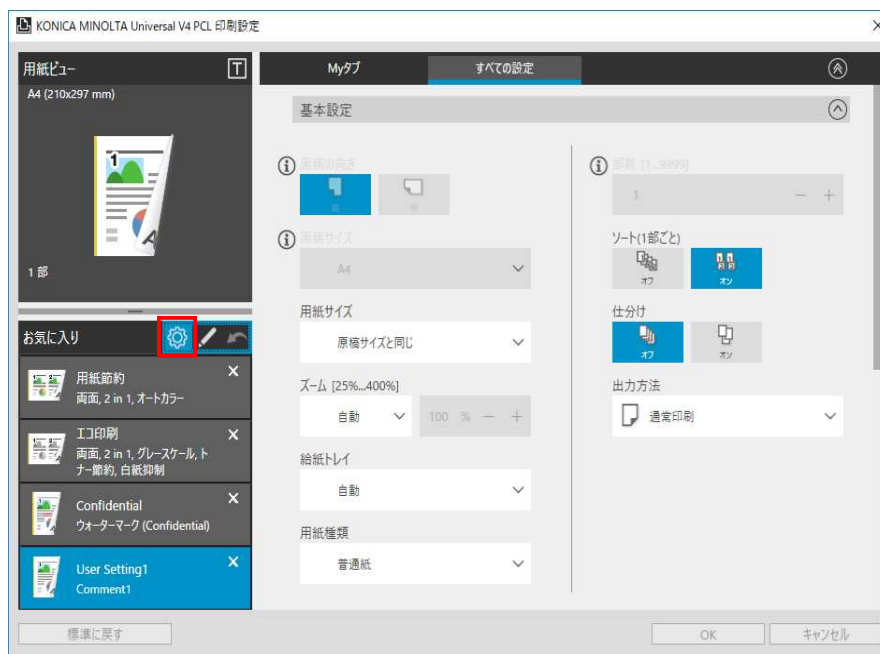 KONICA MINOLTA Universal V4 PCL 印刷設定
用紙ビュー
T
A4 (210x297 mm)
1
A
1 部
お気に入り
用紙節約
両面, 2 in 1, オートカラー
エコ印刷
両面, 2 in 1, グレースケール, ト
ナー節約, 白紙抑制
Confidential
ウォーターマーク (Confidential)
User Setting1
Comment1
標準に戻す
Myタブ
すべての設定
基本設定
原稿の向き
縦
横
原稿サイズ
A4
用紙サイズ
原稿サイズと同じ
ズーム [25%...400%]
自動
100 %
給紙トレイ
自動
用紙種類
普通紙
部数 [1...9999]
1
ソート(1部ごと)
オフ
オン
仕分け
オフ
オン
出力方法
通常印刷
OK
キャンセル